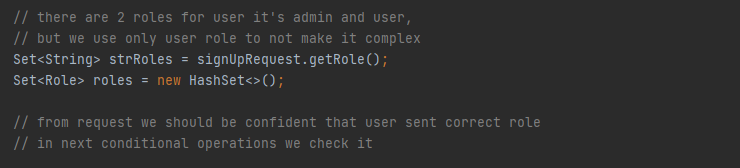 // there are 2 roles for user it's admin and user,
// but we use only user role to not make it complex
Set<String> strRoles = signUpRequest.getRole();
Set<Role> roles = new HashSet<>();
// from request we should be confident that user sent correct role
// in next conditional operations we check it